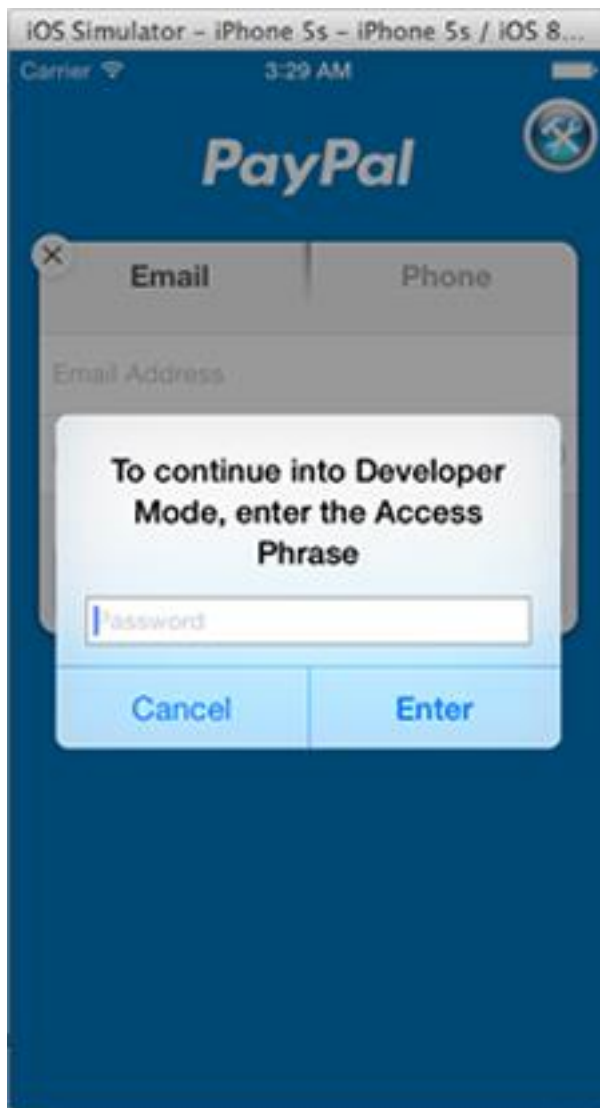 iOS Simulator – iPhone 5s – iPhone 5s / iOS 8...
Carrier 3:29 AM
PayPal
Email Phone
Email Address
To continue into Developer
Mode, enter the Access
Phrase
Password
Cancel Enter